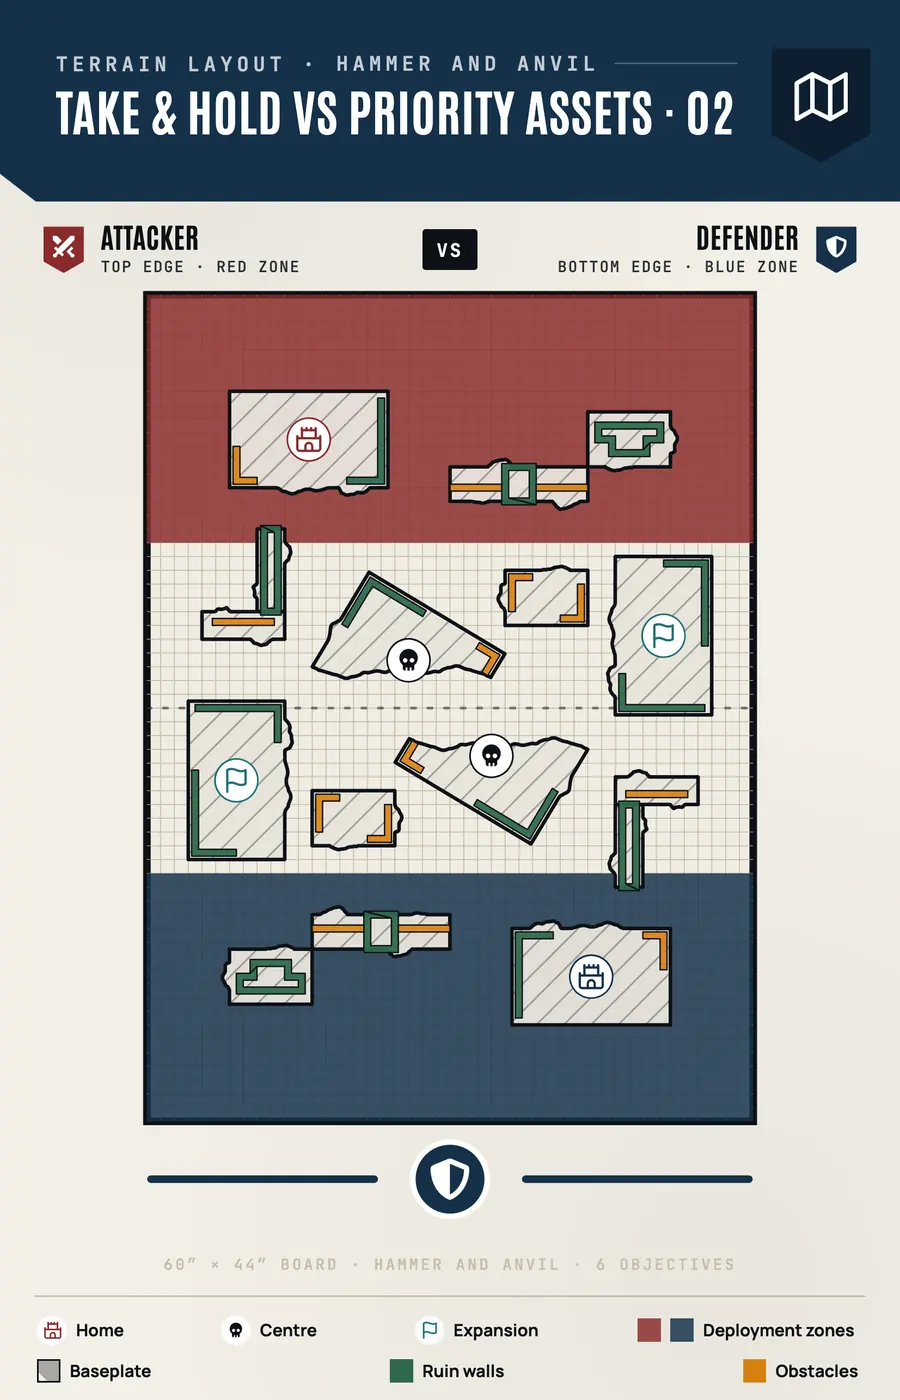 TERRAIN LAYOUT · HAMMER AND ANVIL
TAKE & HOLD VS PRIORITY ASSETS · 02
ATTACKER
TOP EDGE · RED ZONE
VS
DEFENDER
BOTTOM EDGE · BLUE ZONE
60″ × 44″ BOARD · HAMMER AND ANVIL · 6 OBJECTIVES
Home
Centre
Expansion
Deployment zones
Baseplate
Ruin walls
Obstacles